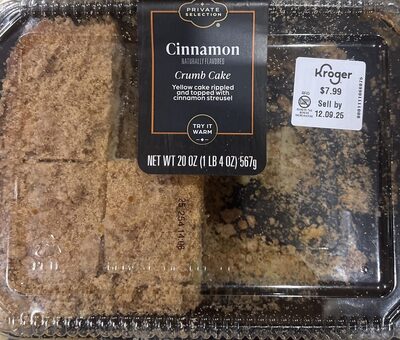 PRIVATE
SELECTION
Cinnamon
NATURALLY FLAVORED
Crumb Cake
Yellow cake rippled
and topped with
cinnamon streusel
TRY IT
WARM
NET WT 20 OZ (1 LB 4 OZ) 567g
Kroger
$7.99
Sell by
12.09.25